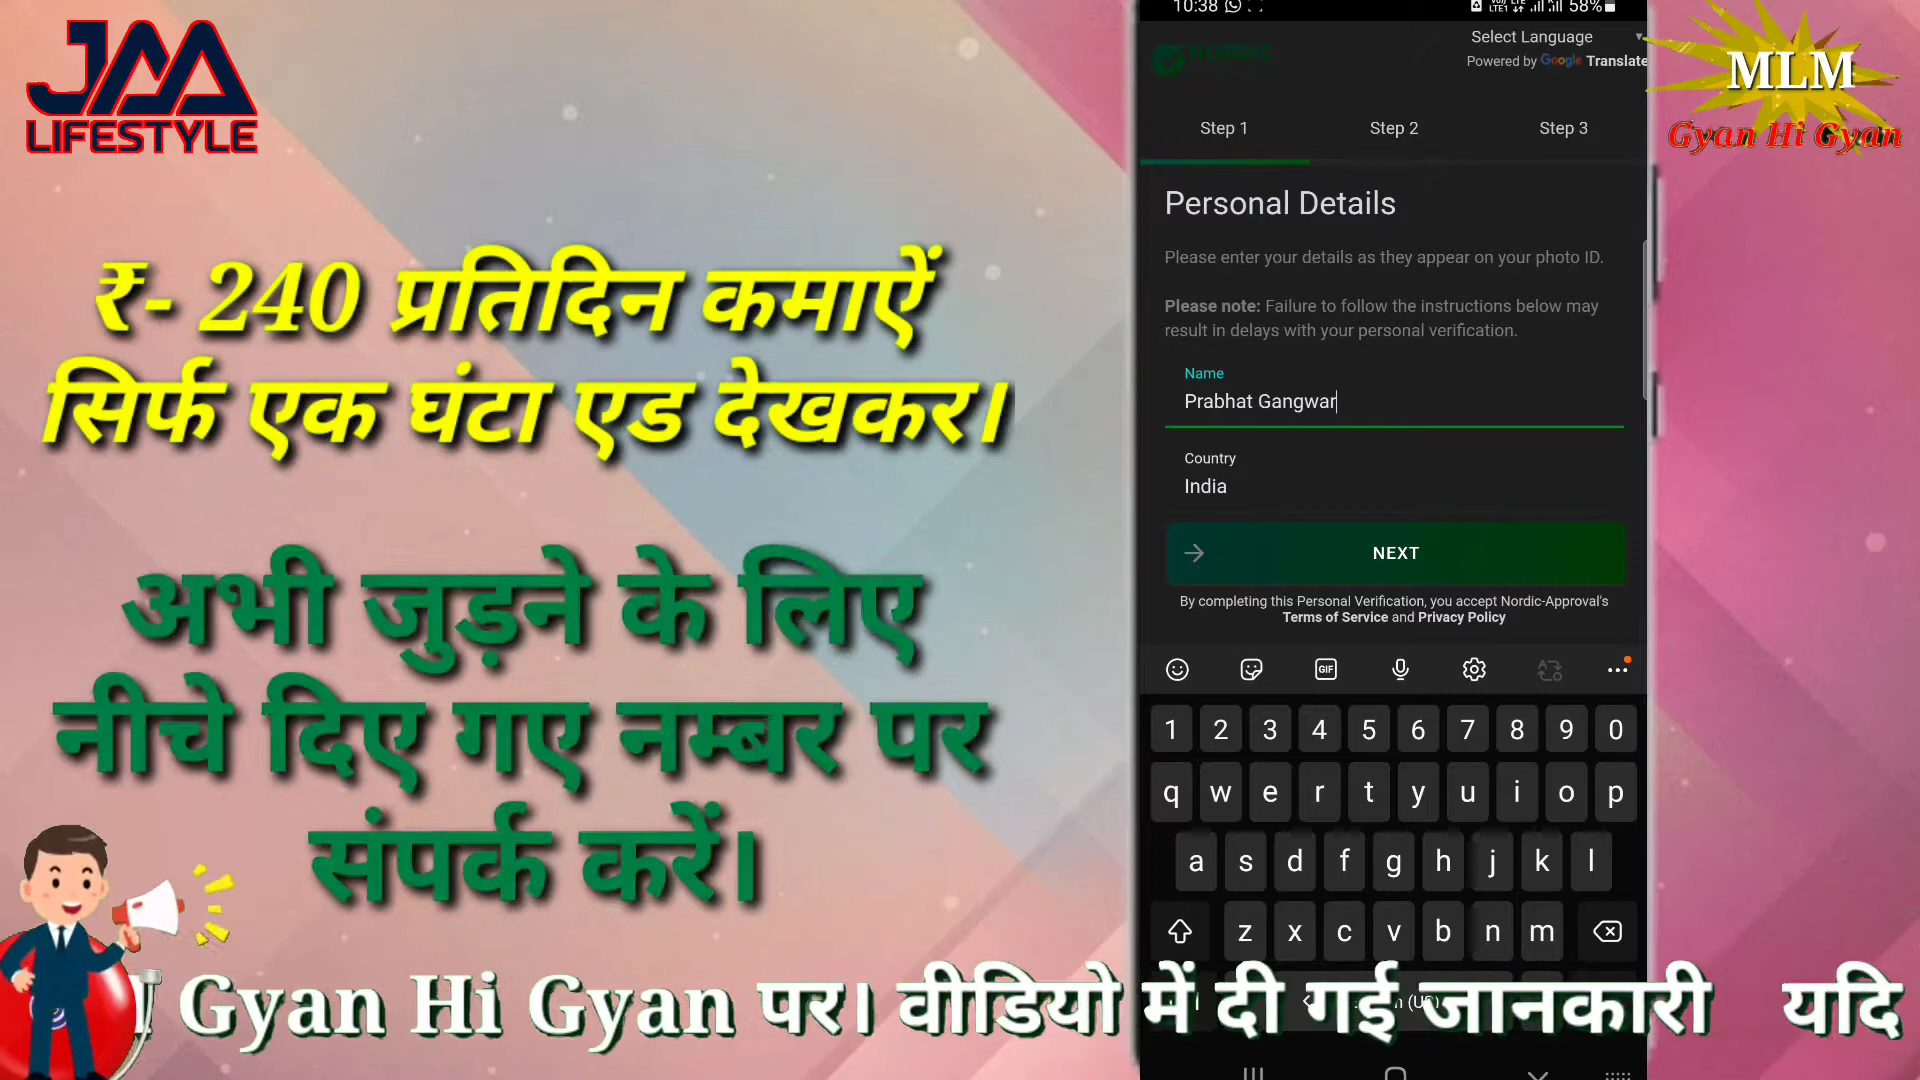 JAA
LIFESTYLE
₹- 240 प्रतिदिन कमाऐं
सिर्फ एक घंटा एड देखकर।
अभी जुड़ने के लिए
नीचे दिए गए नम्बर पर
संपर्क करें।
10:38
58%
NORDIC
Select Language
Powered by Google Translate
Step 1 Step 2 Step 3
Personal Details
Please enter your details as they appear on your photo ID.
Please note: Failure to follow the instructions below may
result in delays with your personal verification.
Name
Prabhat Gangwar
Country
India
NEXT
By completing this Personal Verification, you accept Nordic-Approval's
Terms of Service and Privacy Policy
GIF
1 2 3 4 5 6 7 8 9 0
q w e r t y u i o p
a s d f g h j k l
z x c v b n m
MLM
Gyan Hi Gyan
Gyan Hi Gyan पर। वीडियो में दी गई जानकारी यदि